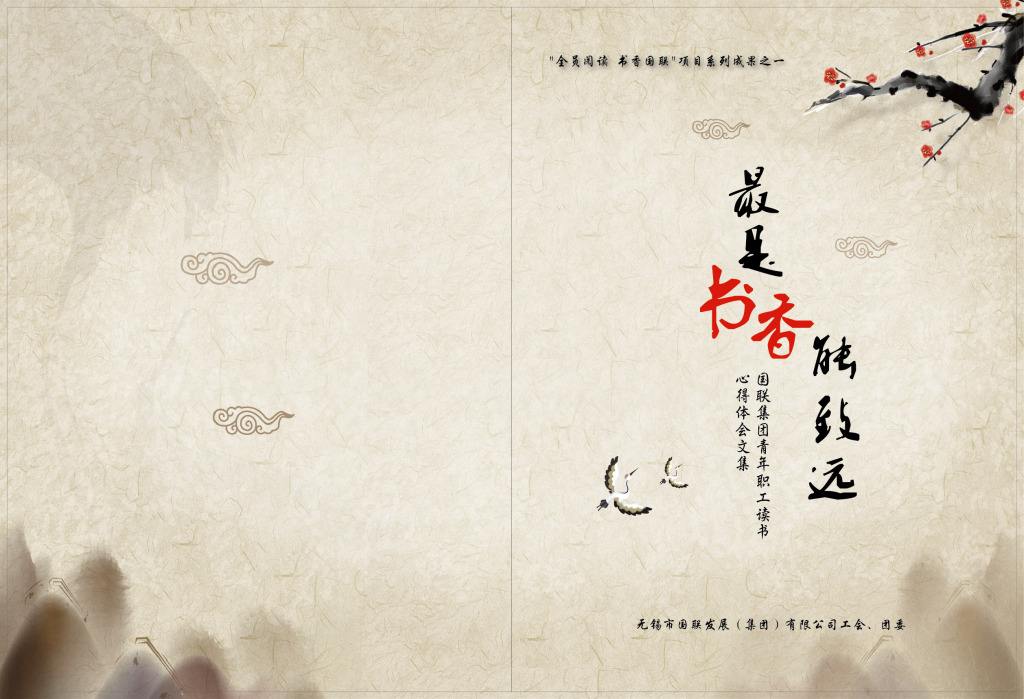 "全员阅读 书香国联"项目系列成果之一
最是书香能致远
国联集团青年职工读书
心得体会文集
无锡市国联发展（集团）有限公司工会、团委